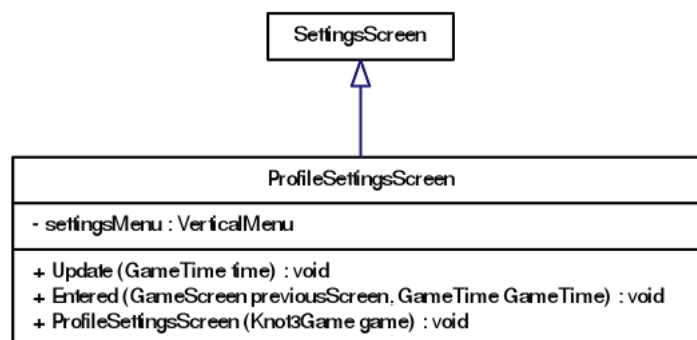 SettingsScreen
ProfileSettingsScreen
- settingsMenu : VerticalMenu
+ Update (GameTime time) : void
+ Entered (GameScreen previousScreen, GameTime GameTime) : void
+ ProfileSettingsScreen (Knot3Game game) : void